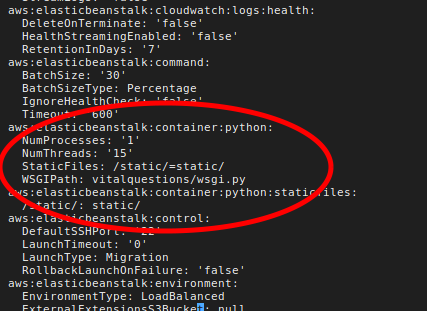 aws:elasticbeanstalk:cloudwatch:logs:health:
DeleteOnTerminate: 'false'
HealthStreamingEnabled: 'false'
RetentionInDays: '7'
aws:elasticbeanstalk:command:
BatchSize: '30'
BatchSizeType: Percentage
IgnoreHealthCheck: 'false'
Timeout: '600'
aws:elasticbeanstalk:container:python:
NumProcesses: '1'
NumThreads: '15'
StaticFiles: /static/=static/
WSGIPath: vitalquestions/wsgi.py
aws:elasticbeanstalk:container:python:staticfiles:
/static/: static/
aws:elasticbeanstalk:control:
DefaultSSHPort: '22'
LaunchTimeout: '0'
LaunchType: Migration
RollbackLaunchOnFailure: 'false'
aws:elasticbeanstalk:environment:
EnvironmentType: LoadBalanced
ExternalExtensionsS3Bucket: null